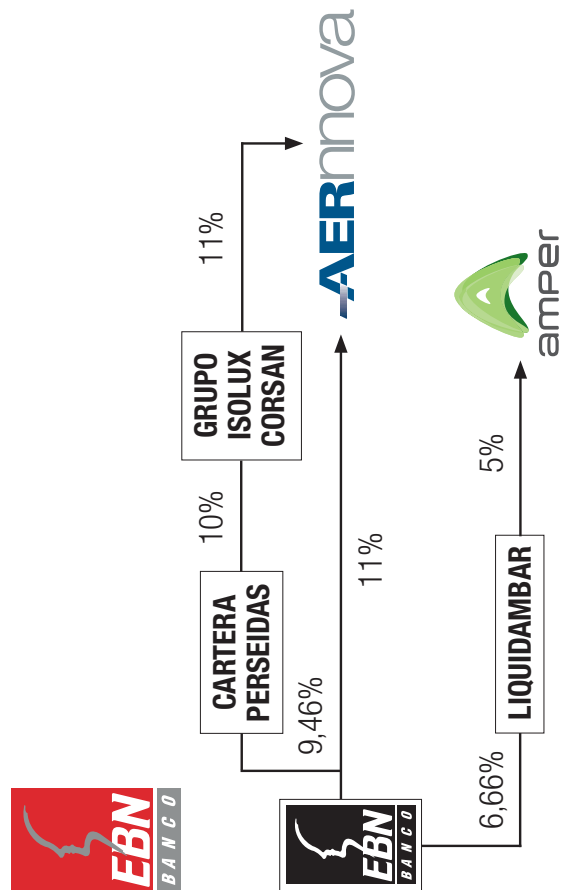 EBN
BANCO
EBN
BANCO
9,46%
CARTERA
PERSEIDAS
10%
GRUPO
ISOLUX
CORSAN
11%
11%
AERnnova
6,66%
LIQUIDAMBAR
5%
amper